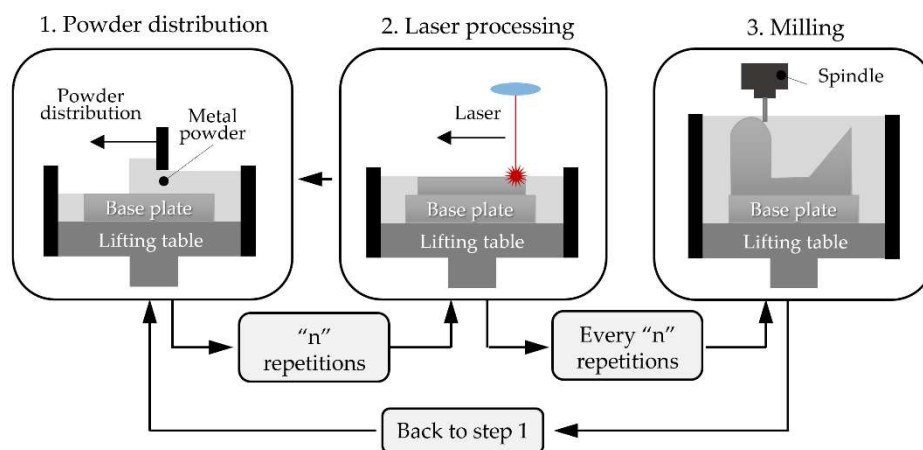 1. Powder distribution
2. Laser processing
3. Milling
Powder
distribution
Metal
powder
Base plate
Lifting table
Laser
Base plate
Lifting table
Spindle
Base plate
Lifting table
“n”
repetitions
Every “n”
repetitions
Back to step 1